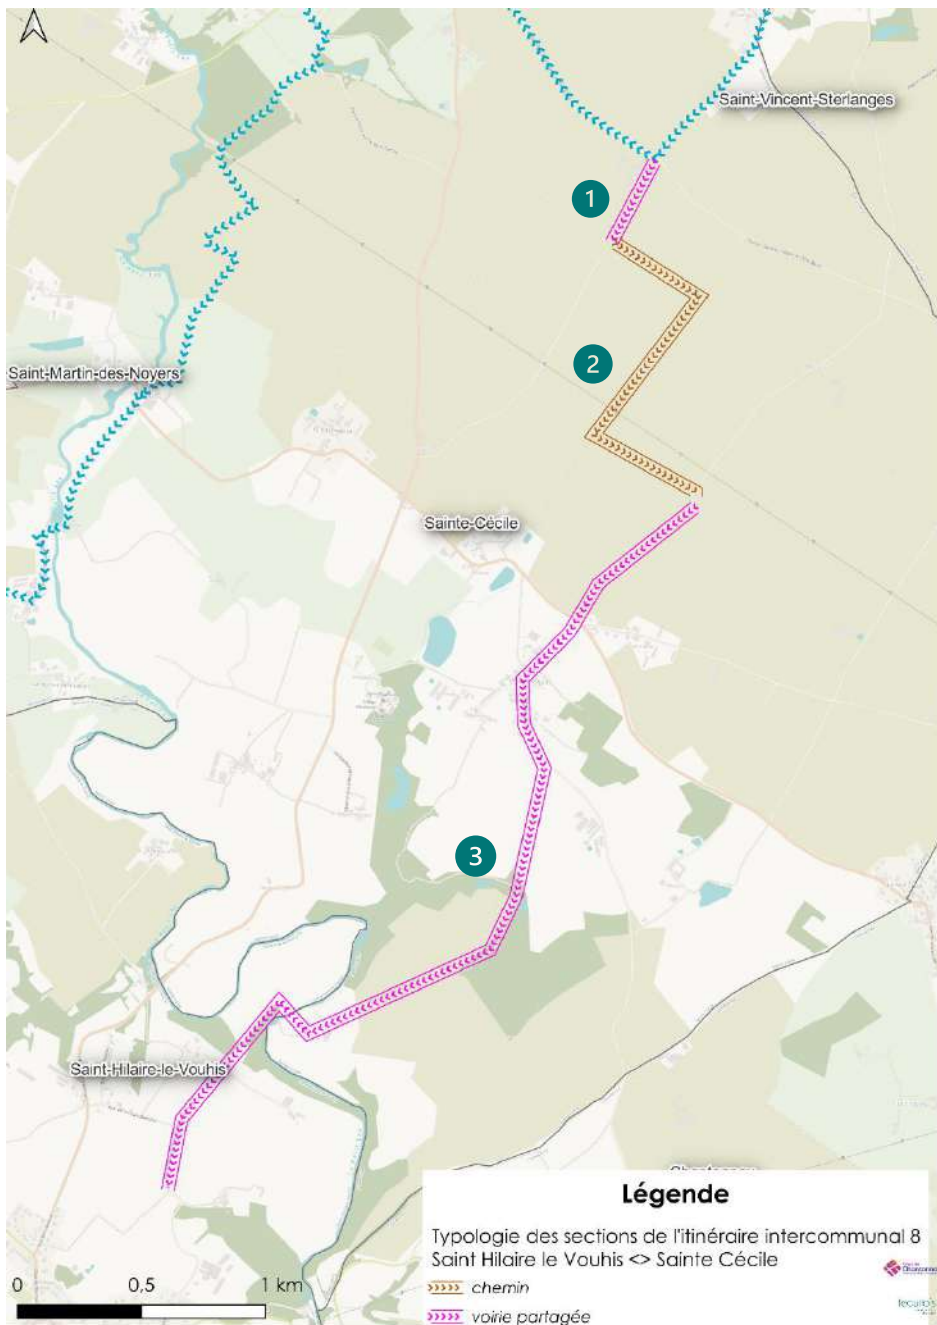 Saint-Vincent-Sterlanges
1
2
Saint-Martin-des-Noyers
Sainte-Cécile
3
Saint-Hilaire-le-Vouhis
Légende
Typologie des sections de l'itinéraire intercommunal 8
Saint Hilaire le Vouhis <> Sainte Cécile
chemin
voirie partagée
0 0,5 1 km